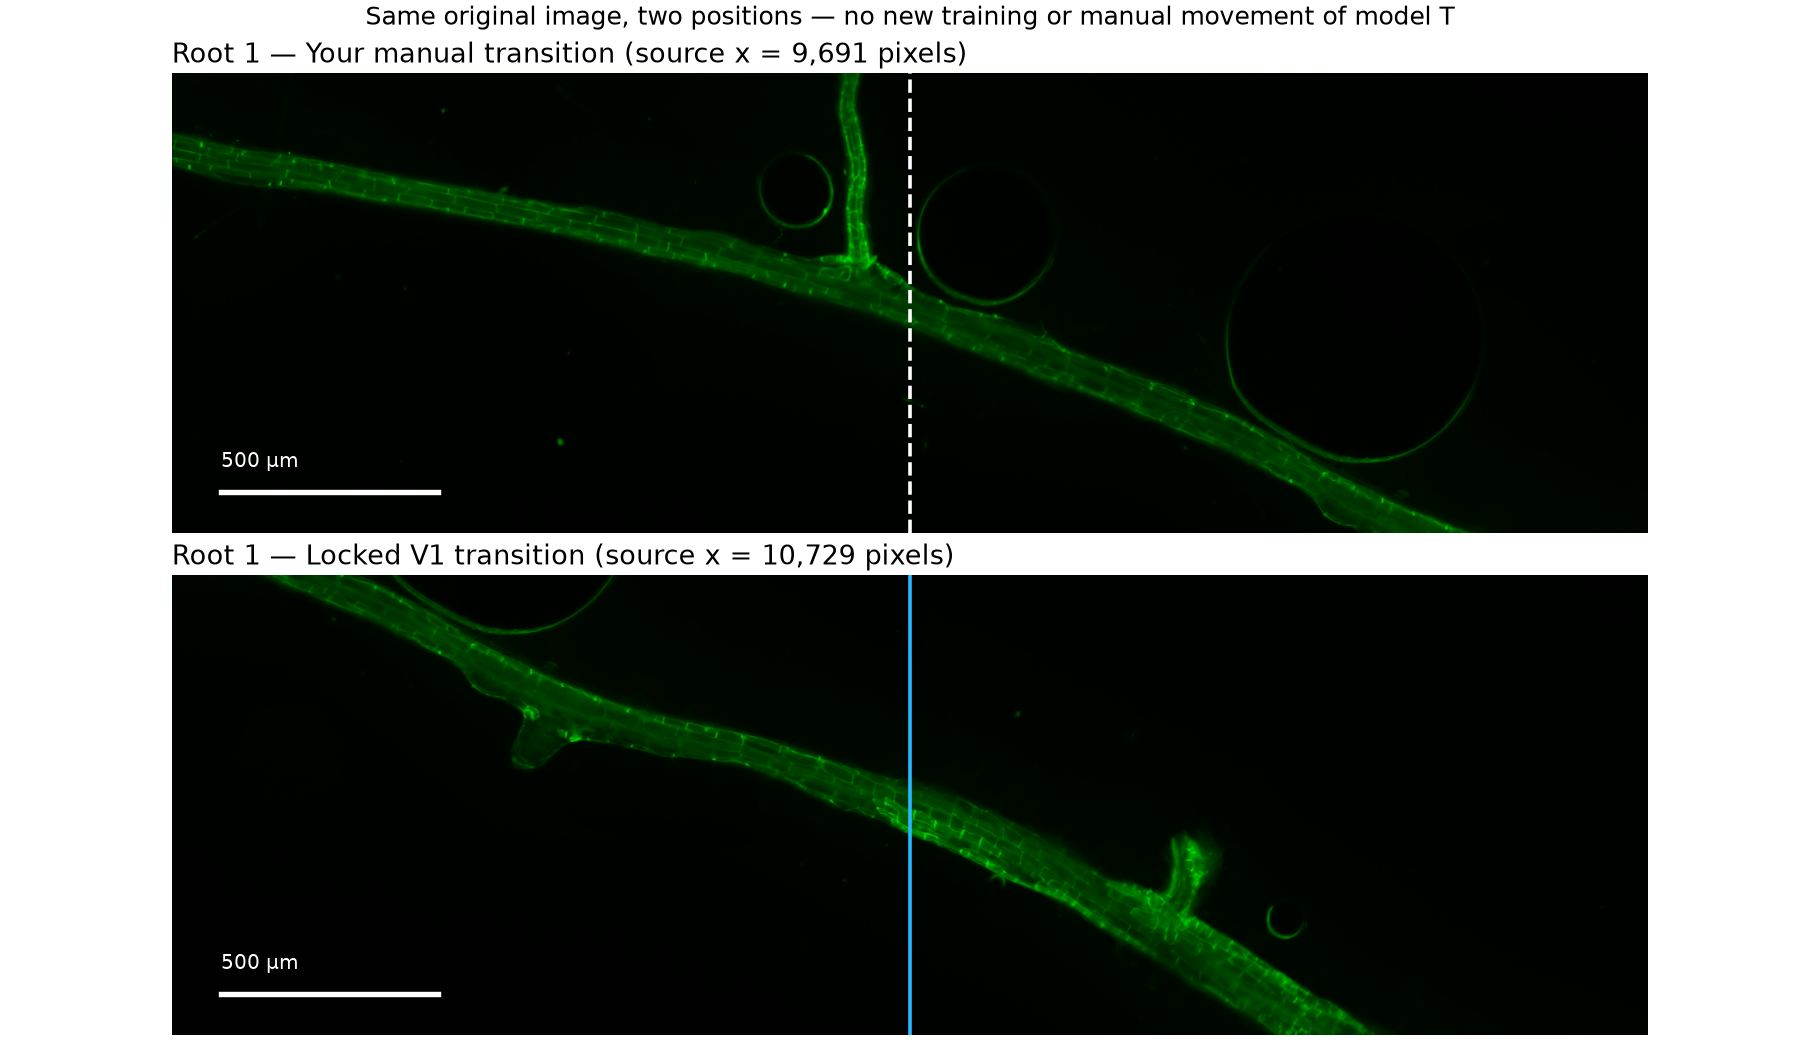 Same original image, two positions — no new training or manual movement of model T
Root 1 — Your manual transition (source x = 9,691 pixels)
500 µm
Root 1 — Locked V1 transition (source x = 10,729 pixels)
500 µm